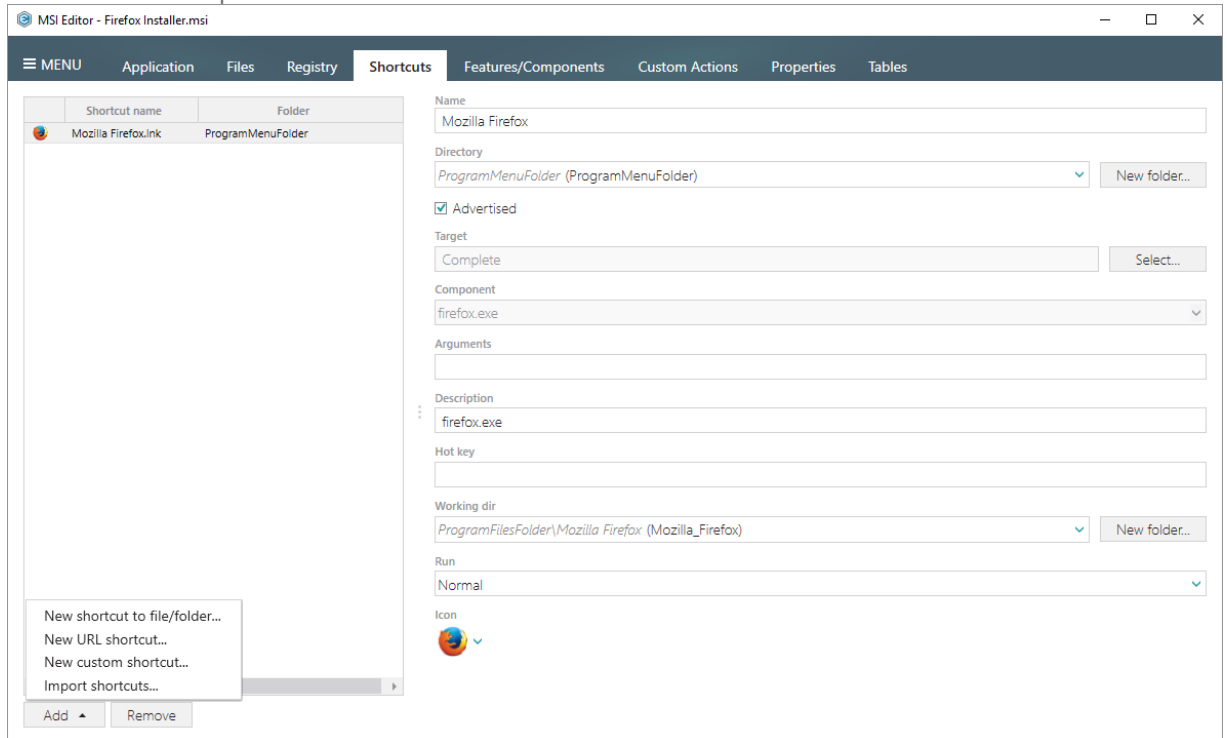 MSI Editor - Firefox Installer.msi
MENU Application Files Registry Shortcuts Features/Components Custom Actions Properties Tables
Shortcut name Folder
Mozilla Firefox.lnk ProgramMenuFolder
Name
Mozilla Firefox
Directory
ProgramMenuFolder (ProgramMenuFolder) New folder...
Advertised
Target
Complete Select...
Component
firefox.exe
Arguments
Description
firefox.exe
Hot key
Working dir
ProgramFilesFolder\Mozilla Firefox (Mozilla_Firefox) New folder...
Run
Normal
Icon
New shortcut to file/folder...
New URL shortcut...
New custom shortcut...
Import shortcuts...
Add Remove